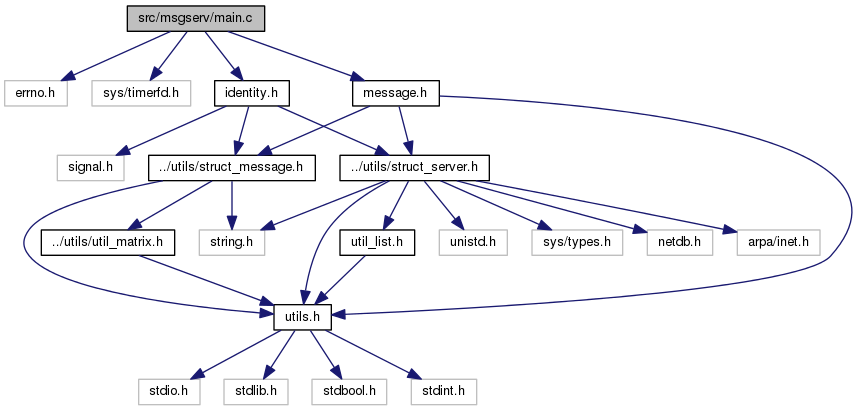 src/msgserv/main.c
errno.h
sys/timerfd.h
identity.h
message.h
signal.h
../utils/struct_message.h
../utils/struct_server.h
../utils/util_matrix.h
string.h
util_list.h
unistd.h
sys/types.h
netdb.h
arpa/inet.h
utils.h
stdio.h
stdlib.h
stdbool.h
stdint.h